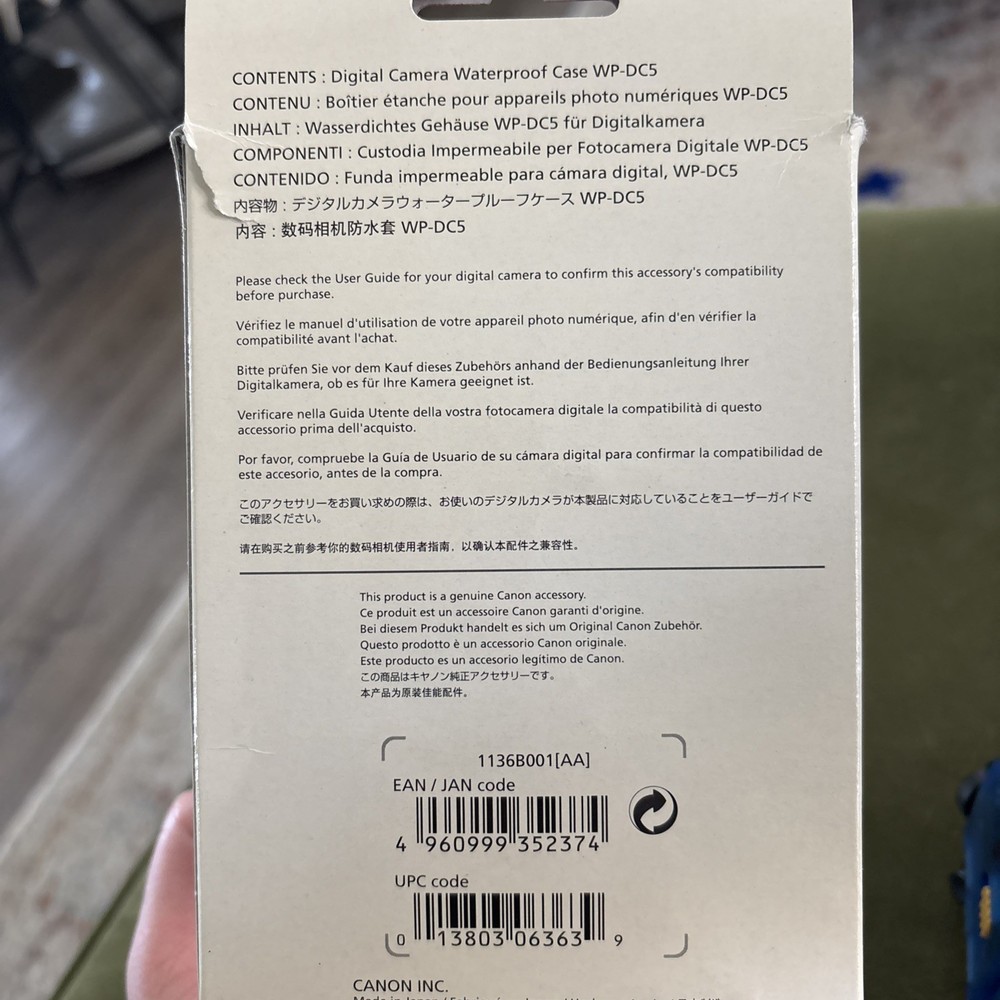 CONTENTS : Digital Camera Waterproof Case WP-DC5
CONTENU : Boîtier étanche pour appareils photo numériques WP-DC5
INHALT : Wasserdichtes Gehäuse WP-DC5 für Digitalkamera
COMPONENTI : Custodia Impermeabile per Fotocamera Digitale WP-DC5
CONTENIDO : Funda impermeable para cámara digital, WP-DC5
内容物 : デジタルカメラウォータープルーフケース WP-DC5
内容 : 数码相机防水套 WP-DC5
Please check the User Guide for your digital camera to confirm this accessory's compatibility
before purchase.
Vérifiez le manuel d'utilisation de votre appareil photo numérique, afin d'en vérifier la
compatibilité avant l'achat.
Bitte prüfen Sie vor dem Kauf dieses Zubehörs anhand der Bedienungsanleitung Ihrer
Digitalkamera, ob es für Ihre Kamera geeignet ist.
Verificare nella Guida Utente della vostra fotocamera digitale la compatibilità di questo
accessorio prima dell'acquisto.
Por favor, compruebe la Guía de Usuario de su cámara digital para confirmar la compatibilidad de
este accesorio, antes de la compra.
このアクセサリーをお買い求めの際は、お使いのデジタルカメラが本製品に対応していることをユーザーガイドで
ご確認ください。
请在购买之前参考你的数码相机使用者指南，以确认本配件之兼容性。
This product is a genuine Canon accessory.
Ce produit est un accessoire Canon garanti d'origine.
Bei diesem Produkt handelt es sich um Original Canon Zubehör.
Questo prodotto è un accessorio Canon originale.
Este producto es un accesorio legítimo de Canon.
この商品はキヤノン純正アクセサリーです。
本产品为原装佳能配件。
1136B001[AA]
EAN / JAN code
4 960999 352374
UPC code
0 13803 06363 9
CANON INC.